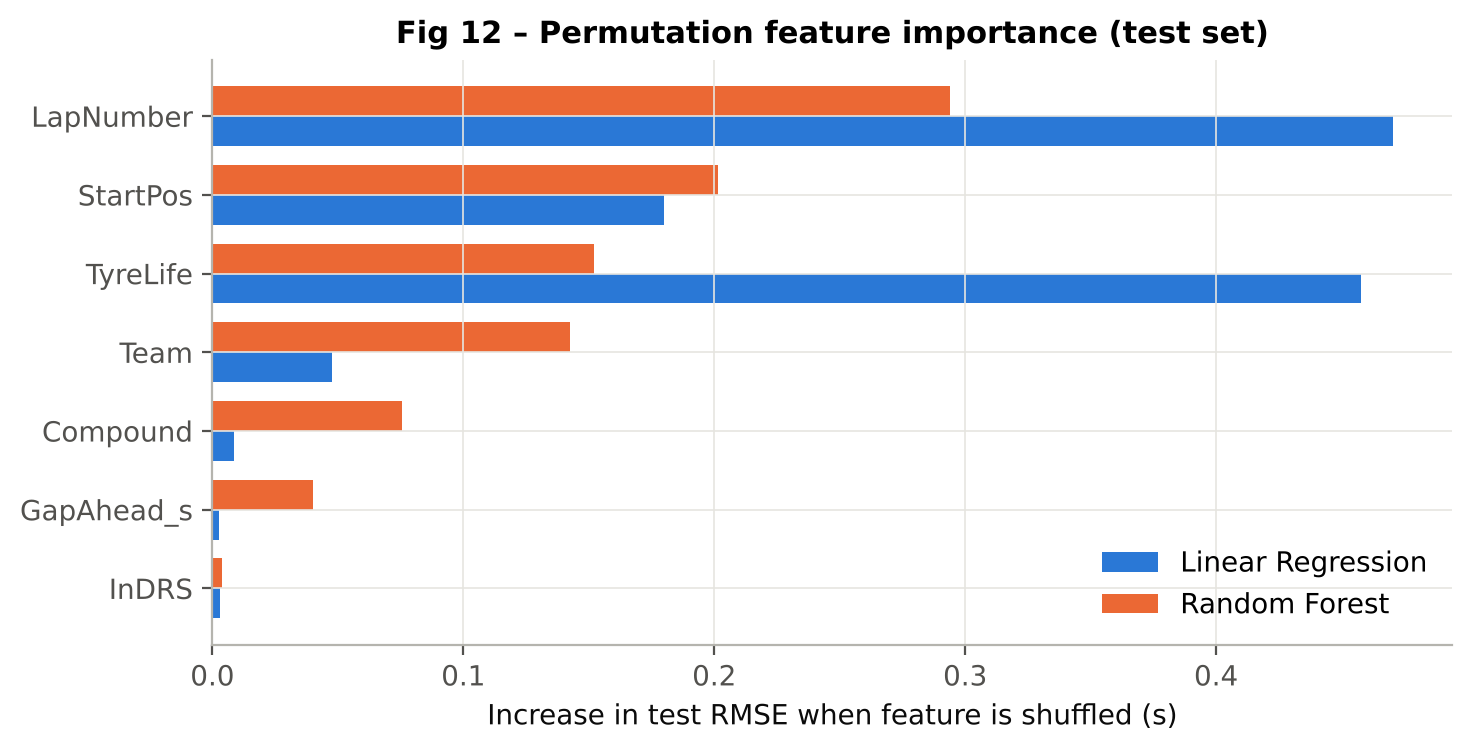 Fig 12 – Permutation feature importance (test set)
LapNumber
StartPos
TyreLife
Team
Compound
GapAhead_s
InDRS
Linear Regression
Random Forest
0.0 0.1 0.2 0.3 0.4
Increase in test RMSE when feature is shuffled (s)